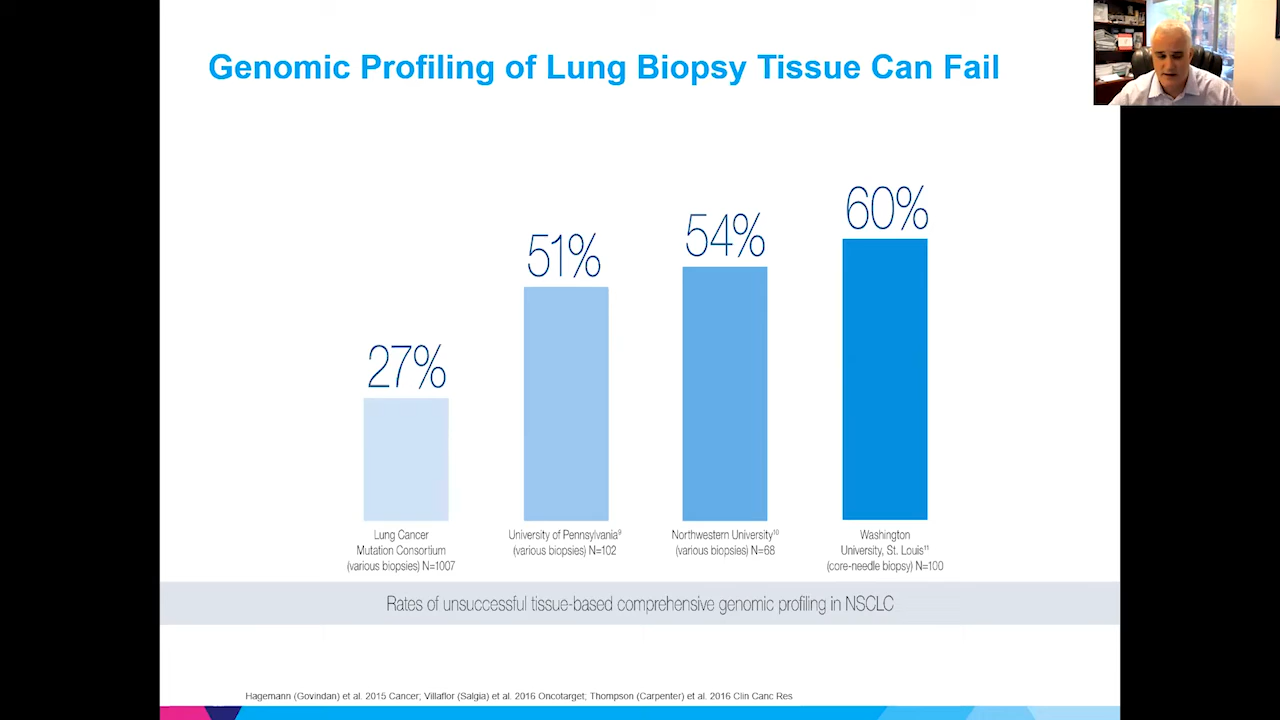 Genomic Profiling of Lung Biopsy Tissue Can Fail
27%
51%
54%
60%
Lung Cancer
Mutation Consortium
(various biopsies) N=1007
University of Pennsylvania⁹
(various biopsies) N=102
Northwestern University¹⁰
(various biopsies) N=68
Washington
University, St. Louis¹¹
(core-needle biopsy) N=100
Rates of unsuccessful tissue-based comprehensive genomic profiling in NSCLC
Hagemann (Govindan) et al. 2015 Cancer; Villaflor (Salgia) et al. 2016 Oncotarget; Thompson (Carpenter) et al. 2016 Clin Canc Res